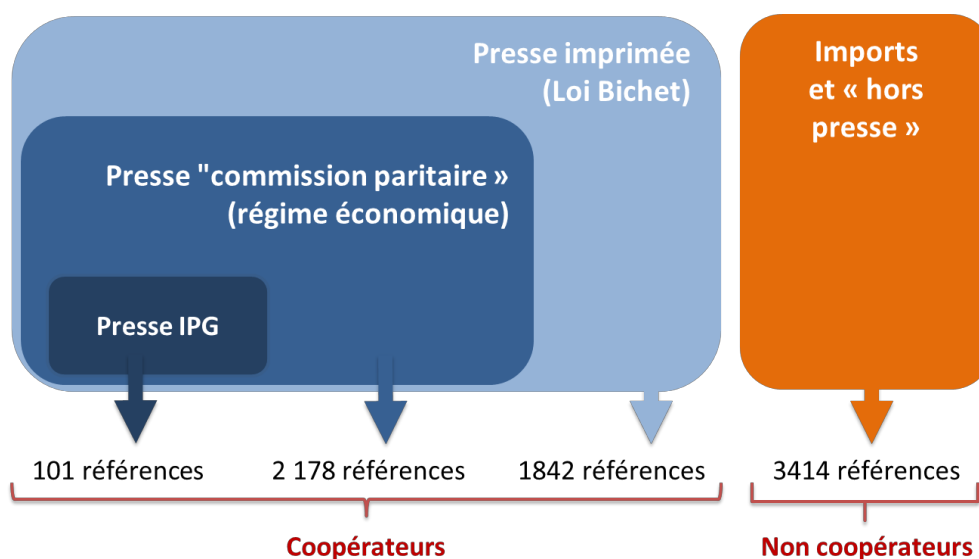 Presse imprimée
(Loi Bichet)
Imports
et « hors
presse »
Presse "commission paritaire »
(régime économique)
Presse IPG
101 références
2 178 références
1842 références
3414 références
Coopérateurs
Non coopérateurs